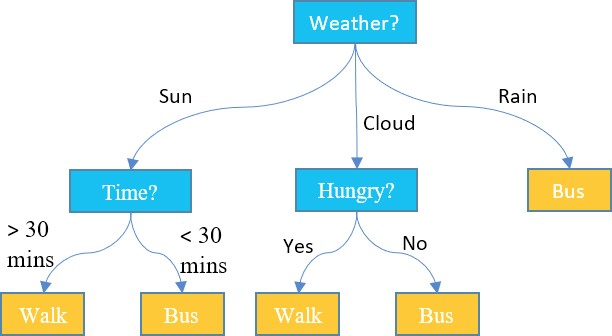 Weather?
Sun
Cloud
Rain
Time?
Hungry?
Bus
> 30
mins
< 30
mins
Yes
No
Walk
Bus
Walk
Bus